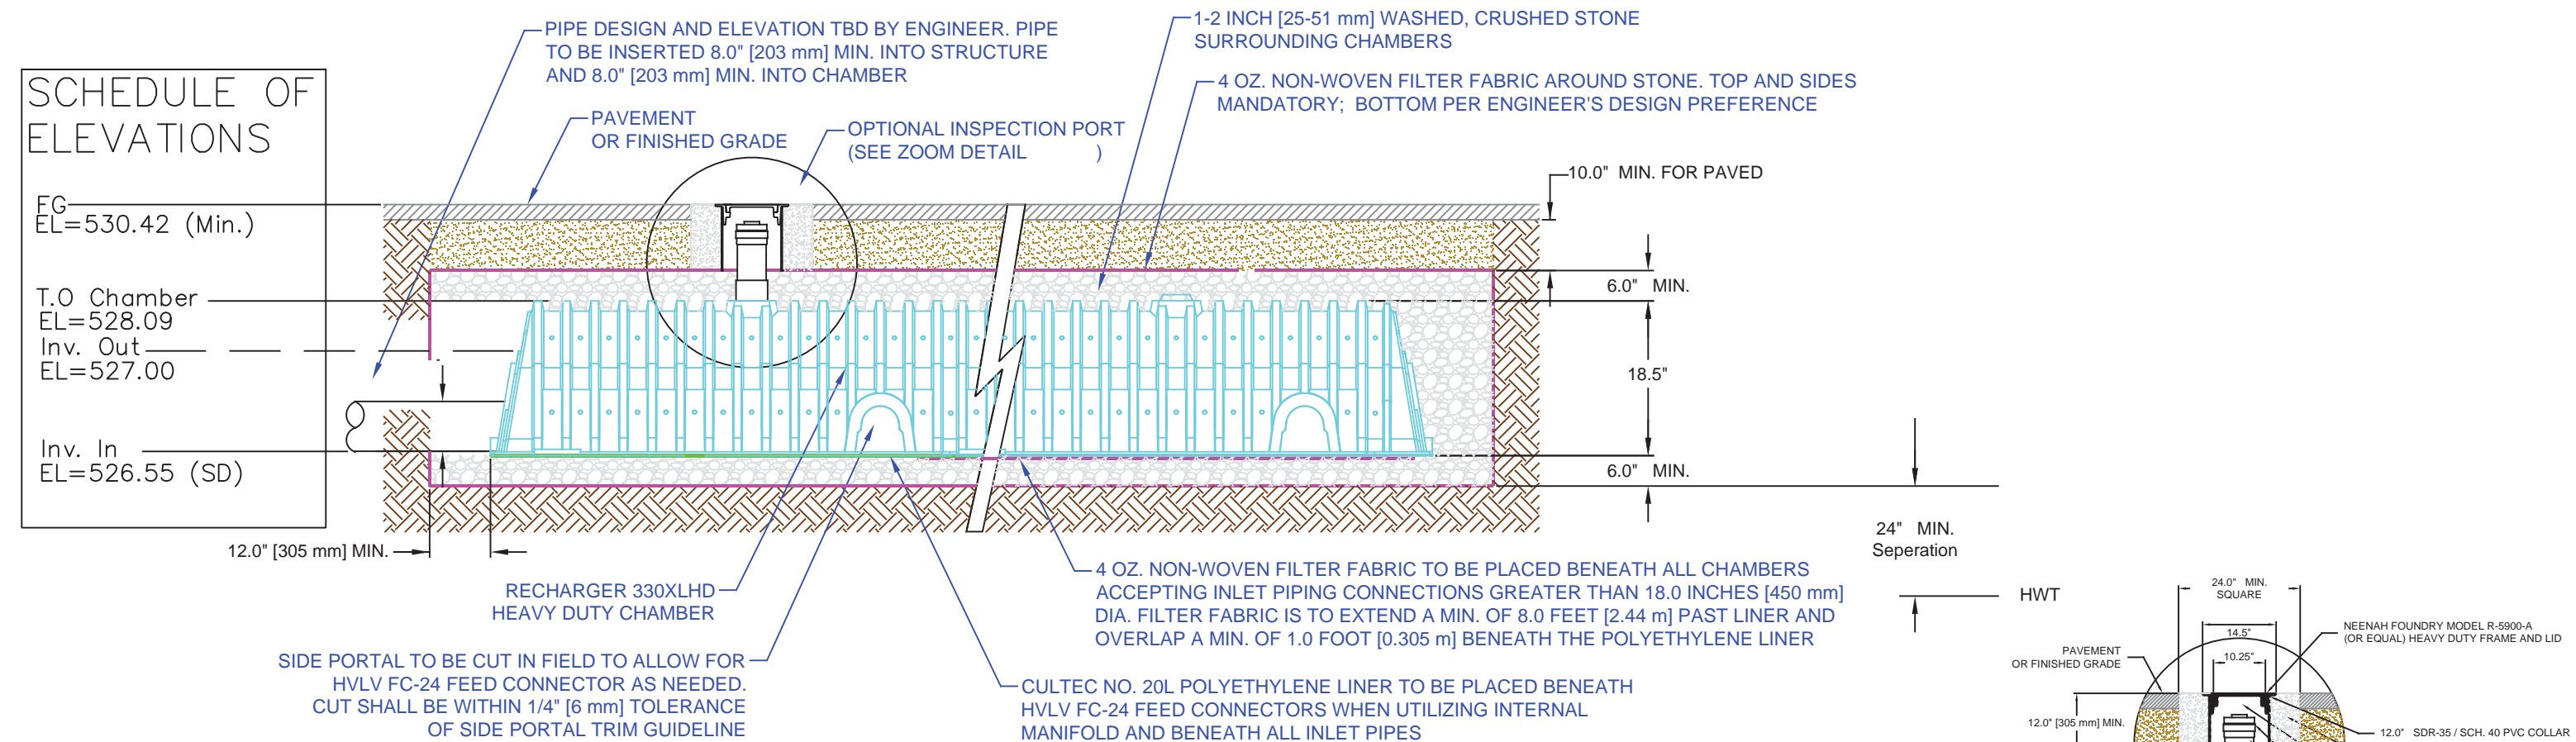 SCHEDULE OF
ELEVATIONS
FG
EL=530.42 (Min.)
T.O Chamber
EL=528.09
Inv. Out
EL=527.00
Inv. In
EL=526.55 (SD)
PIPE DESIGN AND ELEVATION TBD BY ENGINEER. PIPE
TO BE INSERTED 8.0" [203 mm] MIN. INTO STRUCTURE
AND 8.0" [203 mm] MIN. INTO CHAMBER
PAVEMENT
OR FINISHED GRADE
OPTIONAL INSPECTION PORT
(SEE ZOOM DETAIL )
1-2 INCH [25-51 mm] WASHED, CRUSHED STONE
SURROUNDING CHAMBERS
4 OZ. NON-WOVEN FILTER FABRIC AROUND STONE. TOP AND SIDES
MANDATORY; BOTTOM PER ENGINEER'S DESIGN PREFERENCE
10.0" MIN. FOR PAVED
6.0" MIN.
18.5"
6.0" MIN.
24" MIN.
Seperation
HWT
12.0" [305 mm] MIN.
RECHARGER 330XLHD
HEAVY DUTY CHAMBER
SIDE PORTAL TO BE CUT IN FIELD TO ALLOW FOR
HVLV FC-24 FEED CONNECTOR AS NEEDED.
CUT SHALL BE WITHIN 1/4" [6 mm] TOLERANCE
OF SIDE PORTAL TRIM GUIDELINE
4 OZ. NON-WOVEN FILTER FABRIC TO BE PLACED BENEATH ALL CHAMBERS
ACCEPTING INLET PIPING CONNECTIONS GREATER THAN 18.0 INCHES [450 mm]
DIA. FILTER FABRIC IS TO EXTEND A MIN. OF 8.0 FEET [2.44 m] PAST LINER AND
OVERLAP A MIN. OF 1.0 FOOT [0.305 m] BENEATH THE POLYETHYLENE LINER
CULTEC NO. 20L POLYETHYLENE LINER TO BE PLACED BENEATH
HVLV FC-24 FEED CONNECTORS WHEN UTILIZING INTERNAL
MANIFOLD AND BENEATH ALL INLET PIPES
24.0" MIN.
SQUARE
14.5"
10.25"
NEENAH FOUNDRY MODEL R-5900-A
(OR EQUAL) HEAVY DUTY FRAME AND LID
PAVEMENT
OR FINISHED GRADE
12.0" [305 mm] MIN.
12.0" SDR-35 / SCH. 40 PVC COLLAR